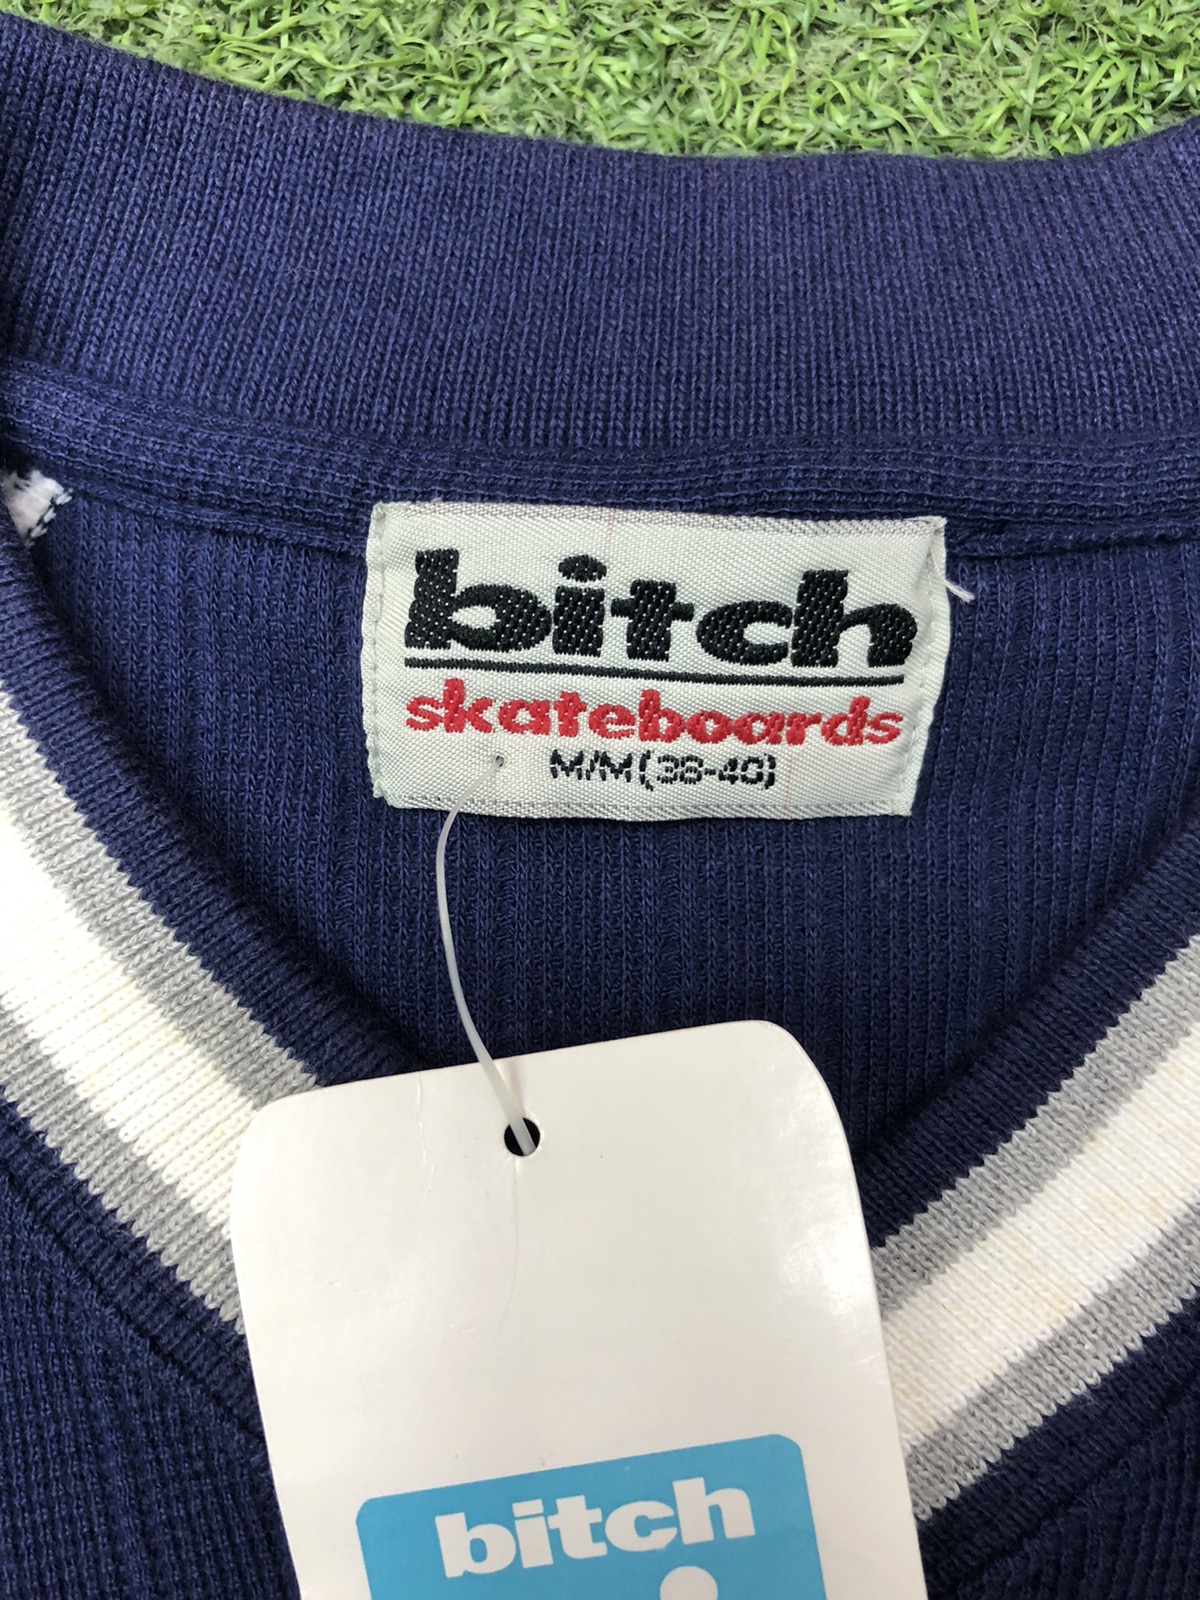 bitch
skateboards
M/M (38-40)
bitch